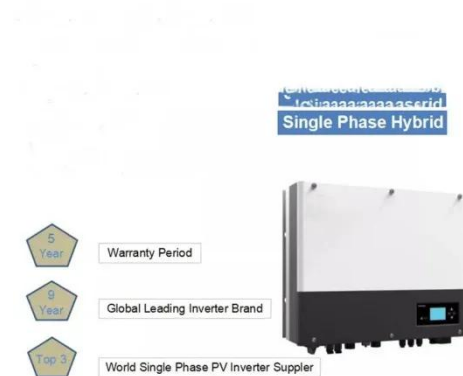 Single Phase Hybrid
5
Year
Warranty Period
9
Year
Global Leading Inverter Brand
Top 3
World Single Phase PV Inverter Suppler